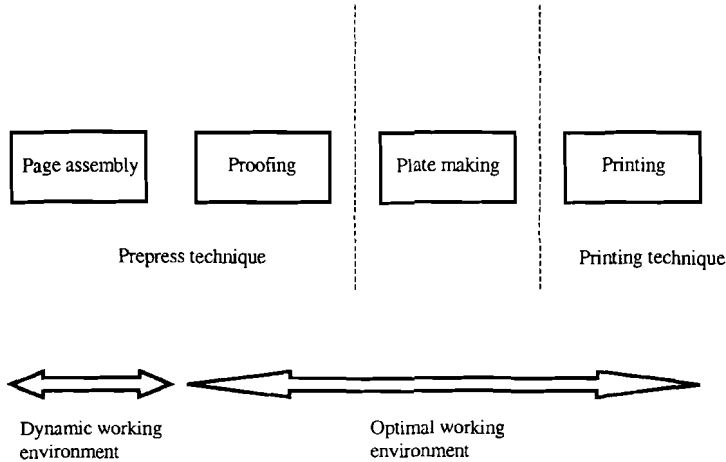 Page assembly
Proofing
Plate making
Printing
Prepress technique
Printing technique
Dynamic working
environment
Optimal working
environment